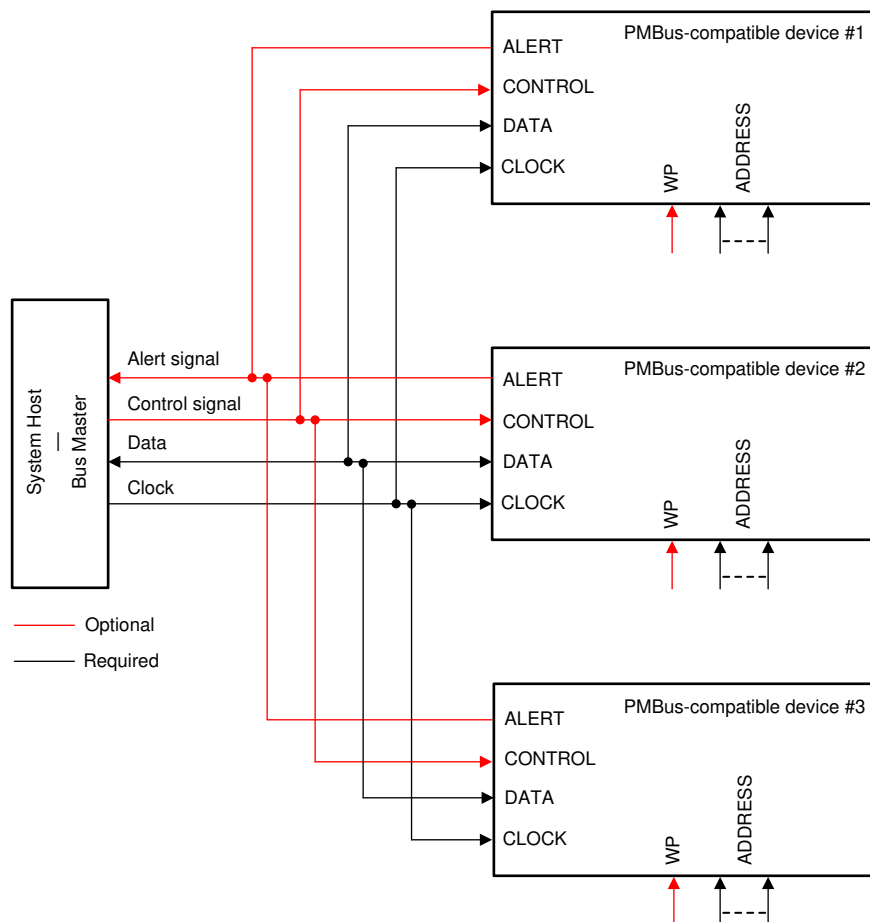 PMBus-compatible device #1
ALERT
CONTROL
DATA
CLOCK
WP
ADDRESS
System Host
Bus Master
Alert signal
Control signal
Data
Clock
PMBus-compatible device #2
ALERT
CONTROL
DATA
CLOCK
WP
ADDRESS
Optional
Required
PMBus-compatible device #3
ALERT
CONTROL
DATA
CLOCK
WP
ADDRESS